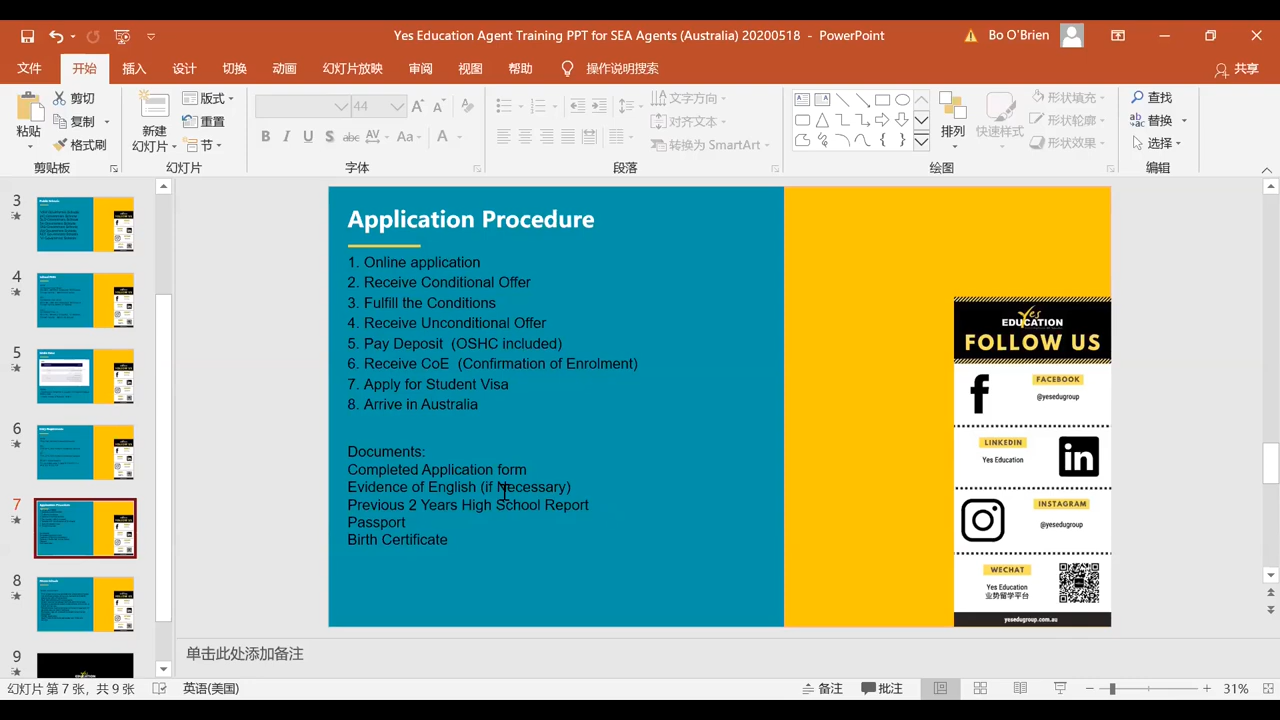 Yes Education Agent Training PPT for SEA Agents (Australia) 20200518 - PowerPoint
Bo O'Brien
文件
开始
插入
设计
切换
动画
幻灯片放映
审阅
视图
帮助
操作说明搜索
共享
粘贴
剪切
复制
格式刷
剪贴板
新建
幻灯片
版式
重置
节
幻灯片
44
B I U S abc AV Aa A
字体
文字方向
对齐文本
转换为 SmartArt
段落
排列
快速样式
形状填充
形状轮廓
形状效果
绘图
查找
替换
选择
编辑
3
4
5
6
7
8
9
Application Procedure
1. Online application
2. Receive Conditional Offer
3. Fulfill the Conditions
4. Receive Unconditional Offer
5. Pay Deposit (OSHC included)
6. Receive CoE (Confirmation of Enrolment)
7. Apply for Student Visa
8. Arrive in Australia
Documents:
Completed Application form
Evidence of English (if Necessary)
Previous 2 Years High School Report
Passport
Birth Certificate
Yes
EDUCATION
FOLLOW US
FACEBOOK
@yesedugroup
LINKEDIN
Yes Education
INSTAGRAM
@yesedugroup
WECHAT
Yes Education
业势留学平台
yesedugroup.com.au
单击此处添加备注
幻灯片 第 7 张，共 9 张
英语(美国)
备注
批注
31%